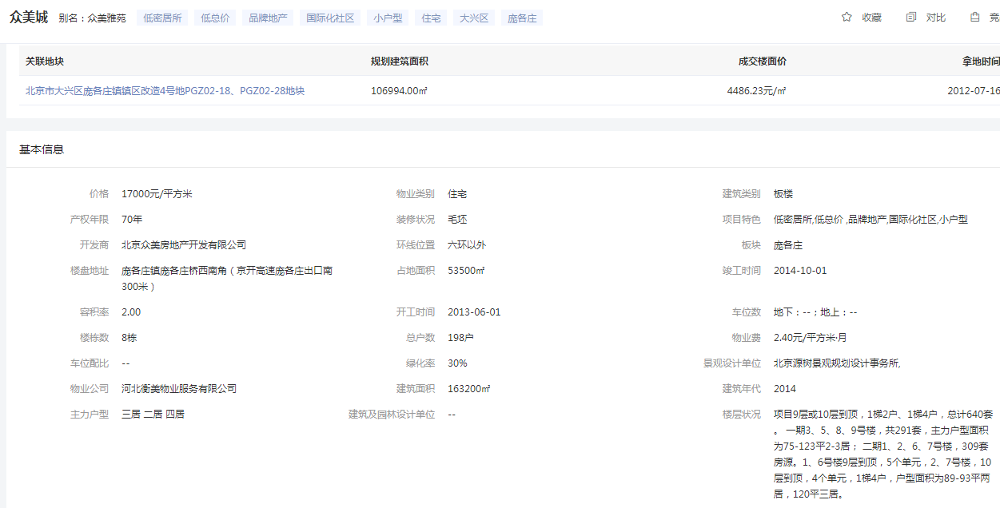 众美城 别名：众美雅苑 低密居所 低总价 品牌地产 国际化社区 小户型 住宅 大兴区 庞各庄 收藏 对比 竞
关联地块 规划建筑面积 成交楼面价 拿地时间
北京市大兴区庞各庄镇镇区改造4号地PGZ02-18、PGZ02-28地块 106994.00㎡ 4486.23元/㎡ 2012-07-16
基本信息
价格 17000元/平方米 物业类别 住宅 建筑类别 板楼
产权年限 70年 装修状况 毛坯 项目特色 低密居所,低总价 ,品牌地产,国际化社区,小户型
开发商 北京众美房地产开发有限公司 环线位置 六环以外 板块 庞各庄
楼盘地址 庞各庄镇庞各庄桥西南角（京开高速庞各庄出口南 占地面积 53500㎡ 竣工时间 2014-10-01
300米）
容积率 2.00 开工时间 2013-06-01 车位数 地下：--；地上：--
楼栋数 8栋 总户数 198户 物业费 2.40元/平方米·月
车位配比 -- 绿化率 30% 景观设计单位 北京源树景观规划设计事务所,
物业公司 河北衡美物业服务有限公司 建筑面积 163200㎡ 建筑年代 2014
主力户型 三居 二居 四居 建筑及园林设计单位 -- 楼层状况 项目9层或10层到顶，1梯2户、1梯4户，总计640套
。 一期3、5、8、9号楼，共291套，主力户型面积
为75-123平2-3居； 二期1、2、6、7号楼，309套
房源。1、6号楼9层到顶，5个单元，2、7号楼，10
层到顶，4个单元，1梯4户，户型面积为89-93平两
居，120平三居。